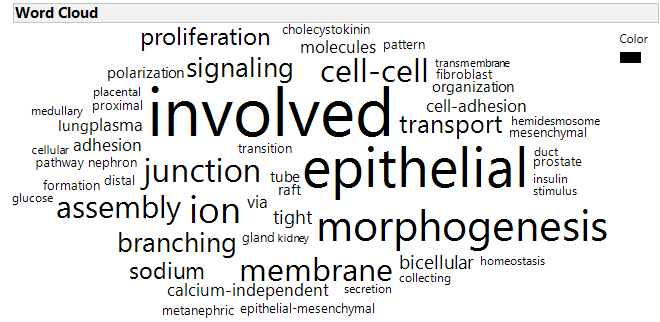 Word Cloud
Color
cholecystokinin
proliferation
molecules pattern
polarization signaling cell-cell transmembrane
fibroblast
organization
placental
proximal
medullary
involved
cell-adhesion
lung plasma
transport hemidesmosome
mesenchymal
cellular adhesion
transition
epithelial
duct
prostate
pathway nephron
junction
tube
insulin
formation distal
raft
stimulus
glucose
assembly ion via
tight
morphogenesis
branching gland kidney
sodium membrane bicellular homeostasis
collecting
calcium-independent secretion
metanephric epithelial-mesenchymal